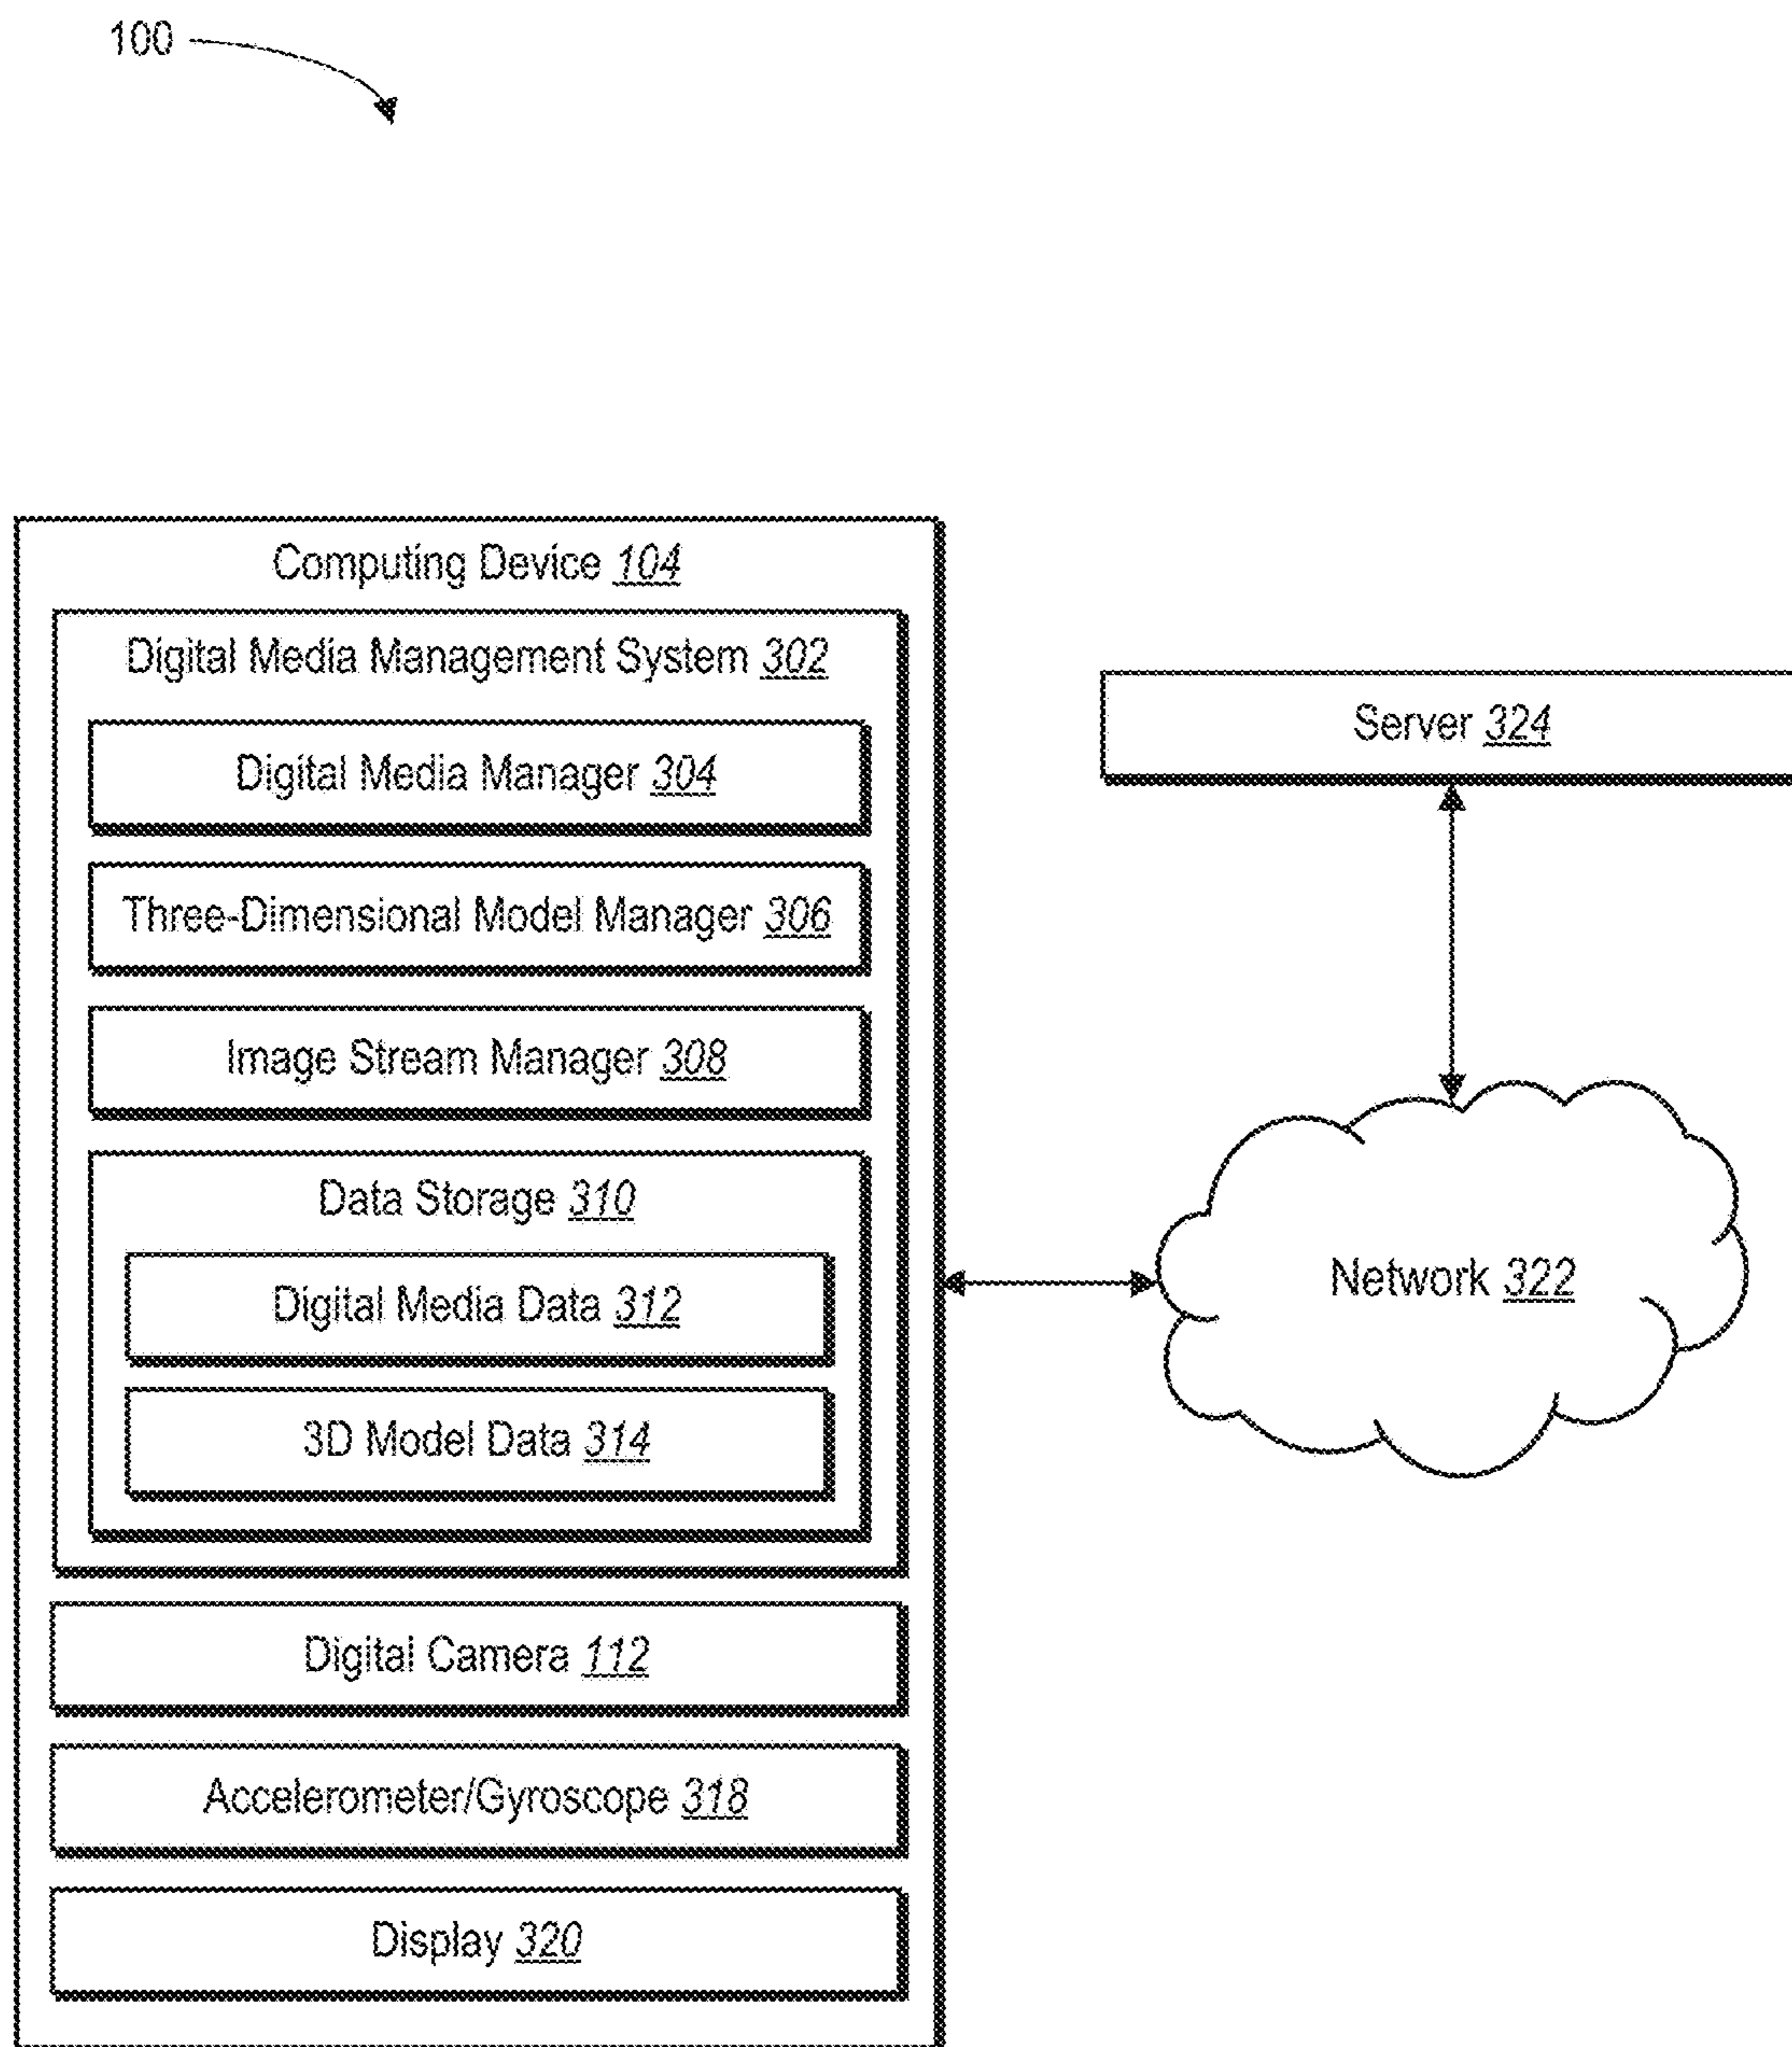 100
Computing Device 104
Digital Media Management System 302
Digital Media Manager 304
Three-Dimensional Model Manager 306
Image Stream Manager 308
Data Storage 310
Digital Media Data 312
3D Model Data 314
Digital Camera 112
Accelerometer/Gyroscope 318
Display 320
Server 324
Network 322